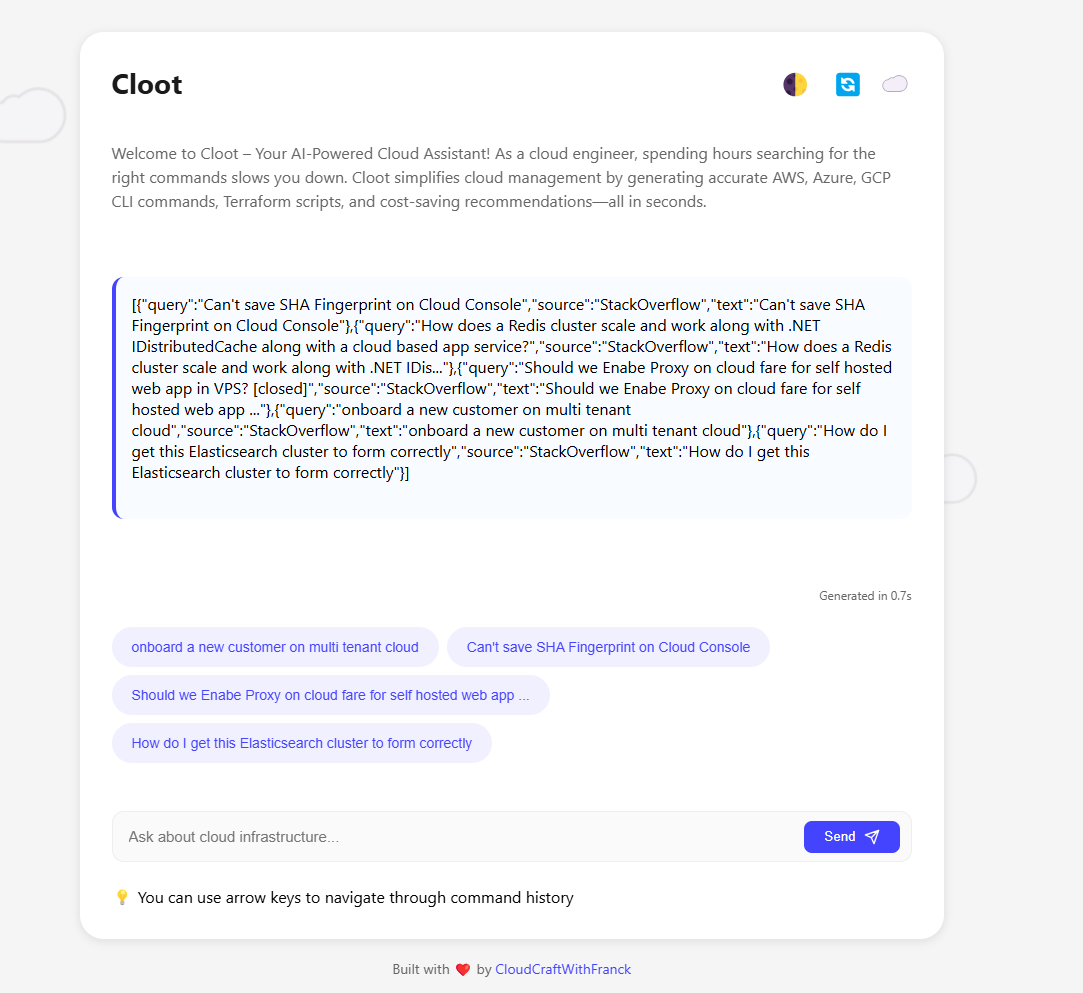 Cloot
Welcome to Cloot – Your AI-Powered Cloud Assistant! As a cloud engineer, spending hours searching for the
right commands slows you down. Cloot simplifies cloud management by generating accurate AWS, Azure, GCP
CLI commands, Terraform scripts, and cost-saving recommendations—all in seconds.
[{"query":"Can't save SHA Fingerprint on Cloud Console","source":"StackOverflow","text":"Can't save SHA
Fingerprint on Cloud Console"},{"query":"How does a Redis cluster scale and work along with .NET
IDistributedCache along with a cloud based app service?","source":"StackOverflow","text":"How does a Redis
cluster scale and work along with .NET IDis..."},{"query":"Should we Enabe Proxy on cloud fare for self hosted
web app in VPS? [closed]","source":"StackOverflow","text":"Should we Enabe Proxy on cloud fare for self
hosted web app ..."},{"query":"onboard a new customer on multi tenant
cloud","source":"StackOverflow","text":"onboard a new customer on multi tenant cloud"},{"query":"How do I
get this Elasticsearch cluster to form correctly","source":"StackOverflow","text":"How do I get this
Elasticsearch cluster to form correctly"}]
Generated in 0.7s
onboard a new customer on multi tenant cloud
Can't save SHA Fingerprint on Cloud Console
Should we Enabe Proxy on cloud fare for self hosted web app ...
How do I get this Elasticsearch cluster to form correctly
Ask about cloud infrastructure...
Send
You can use arrow keys to navigate through command history
Built with ❤️ by CloudCraftWithFranck